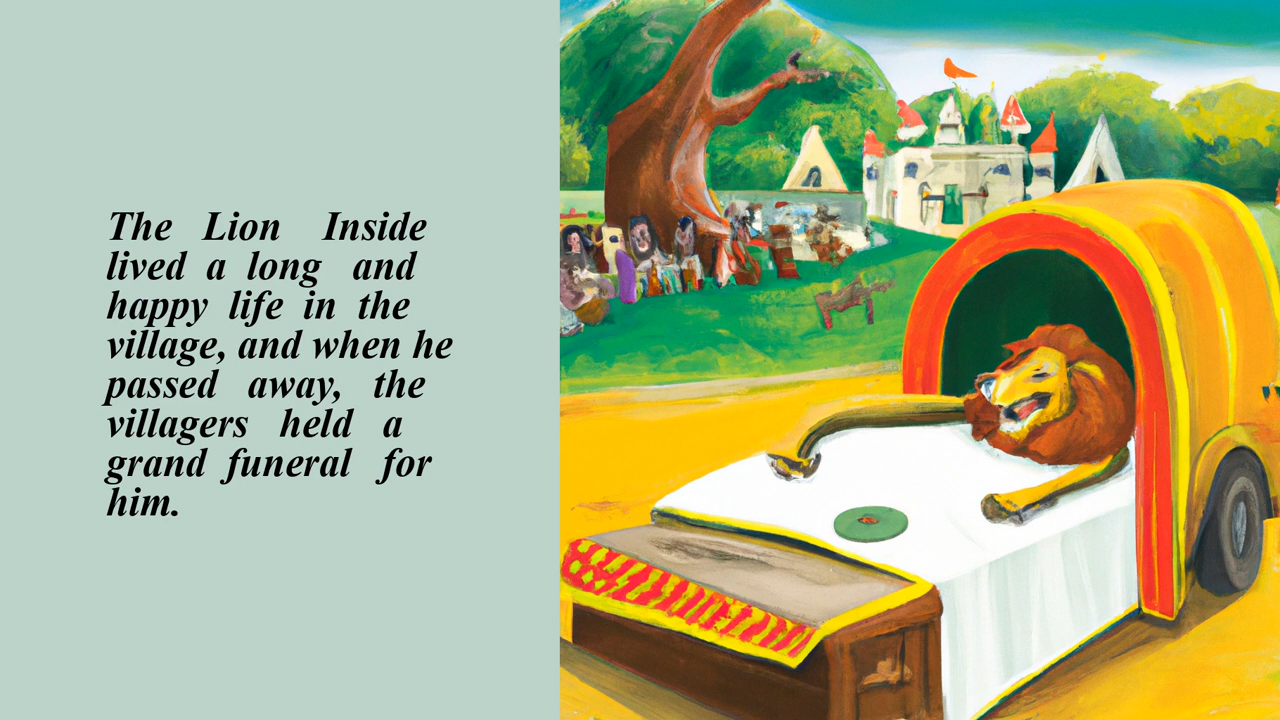 The Lion Inside
lived a long and
happy life in the
village, and when he
passed away, the
villagers held a
grand funeral for
him.